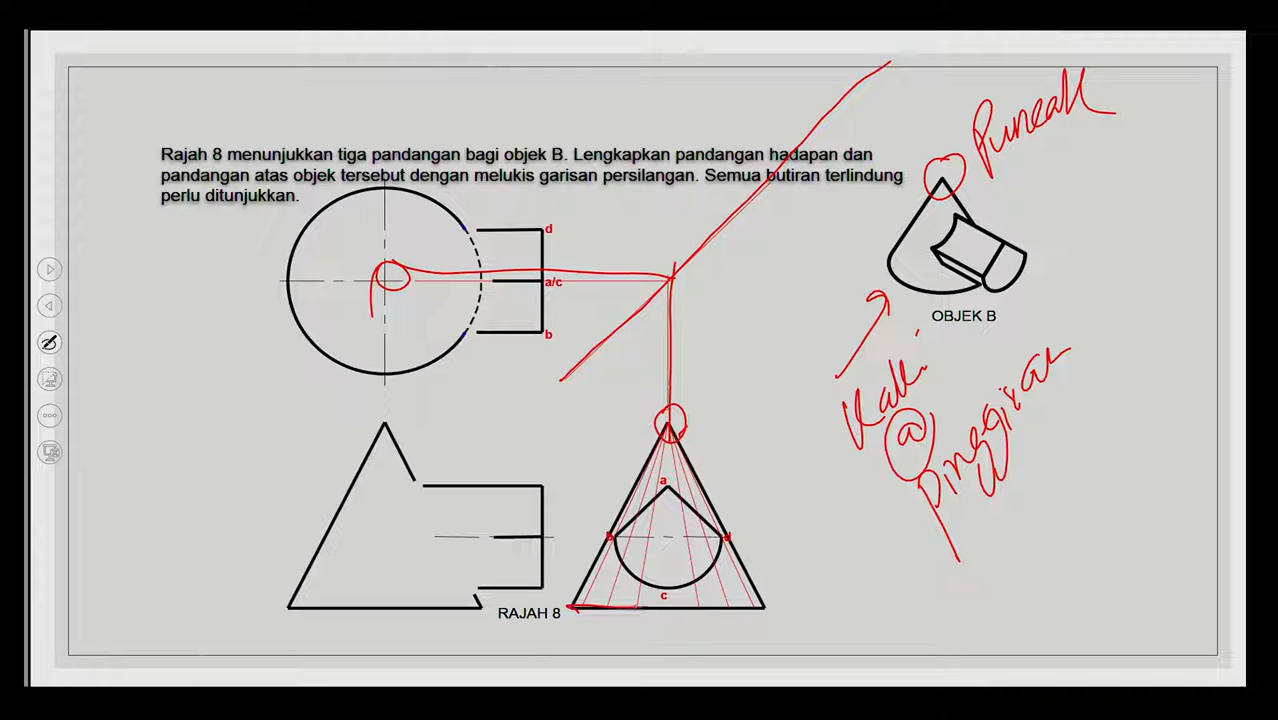 Rajah 8 menunjukkan tiga pandangan bagi objek B. Lengkapkan pandangan hadapan dan
pandangan atas objek tersebut dengan melukis garisan persilangan. Semua butiran terlindung
perlu ditunjukkan.
Puncak
d
a/c
b
OBJEK B
Kaki
@
Pinggiran
a
b
d
c
RAJAH 8